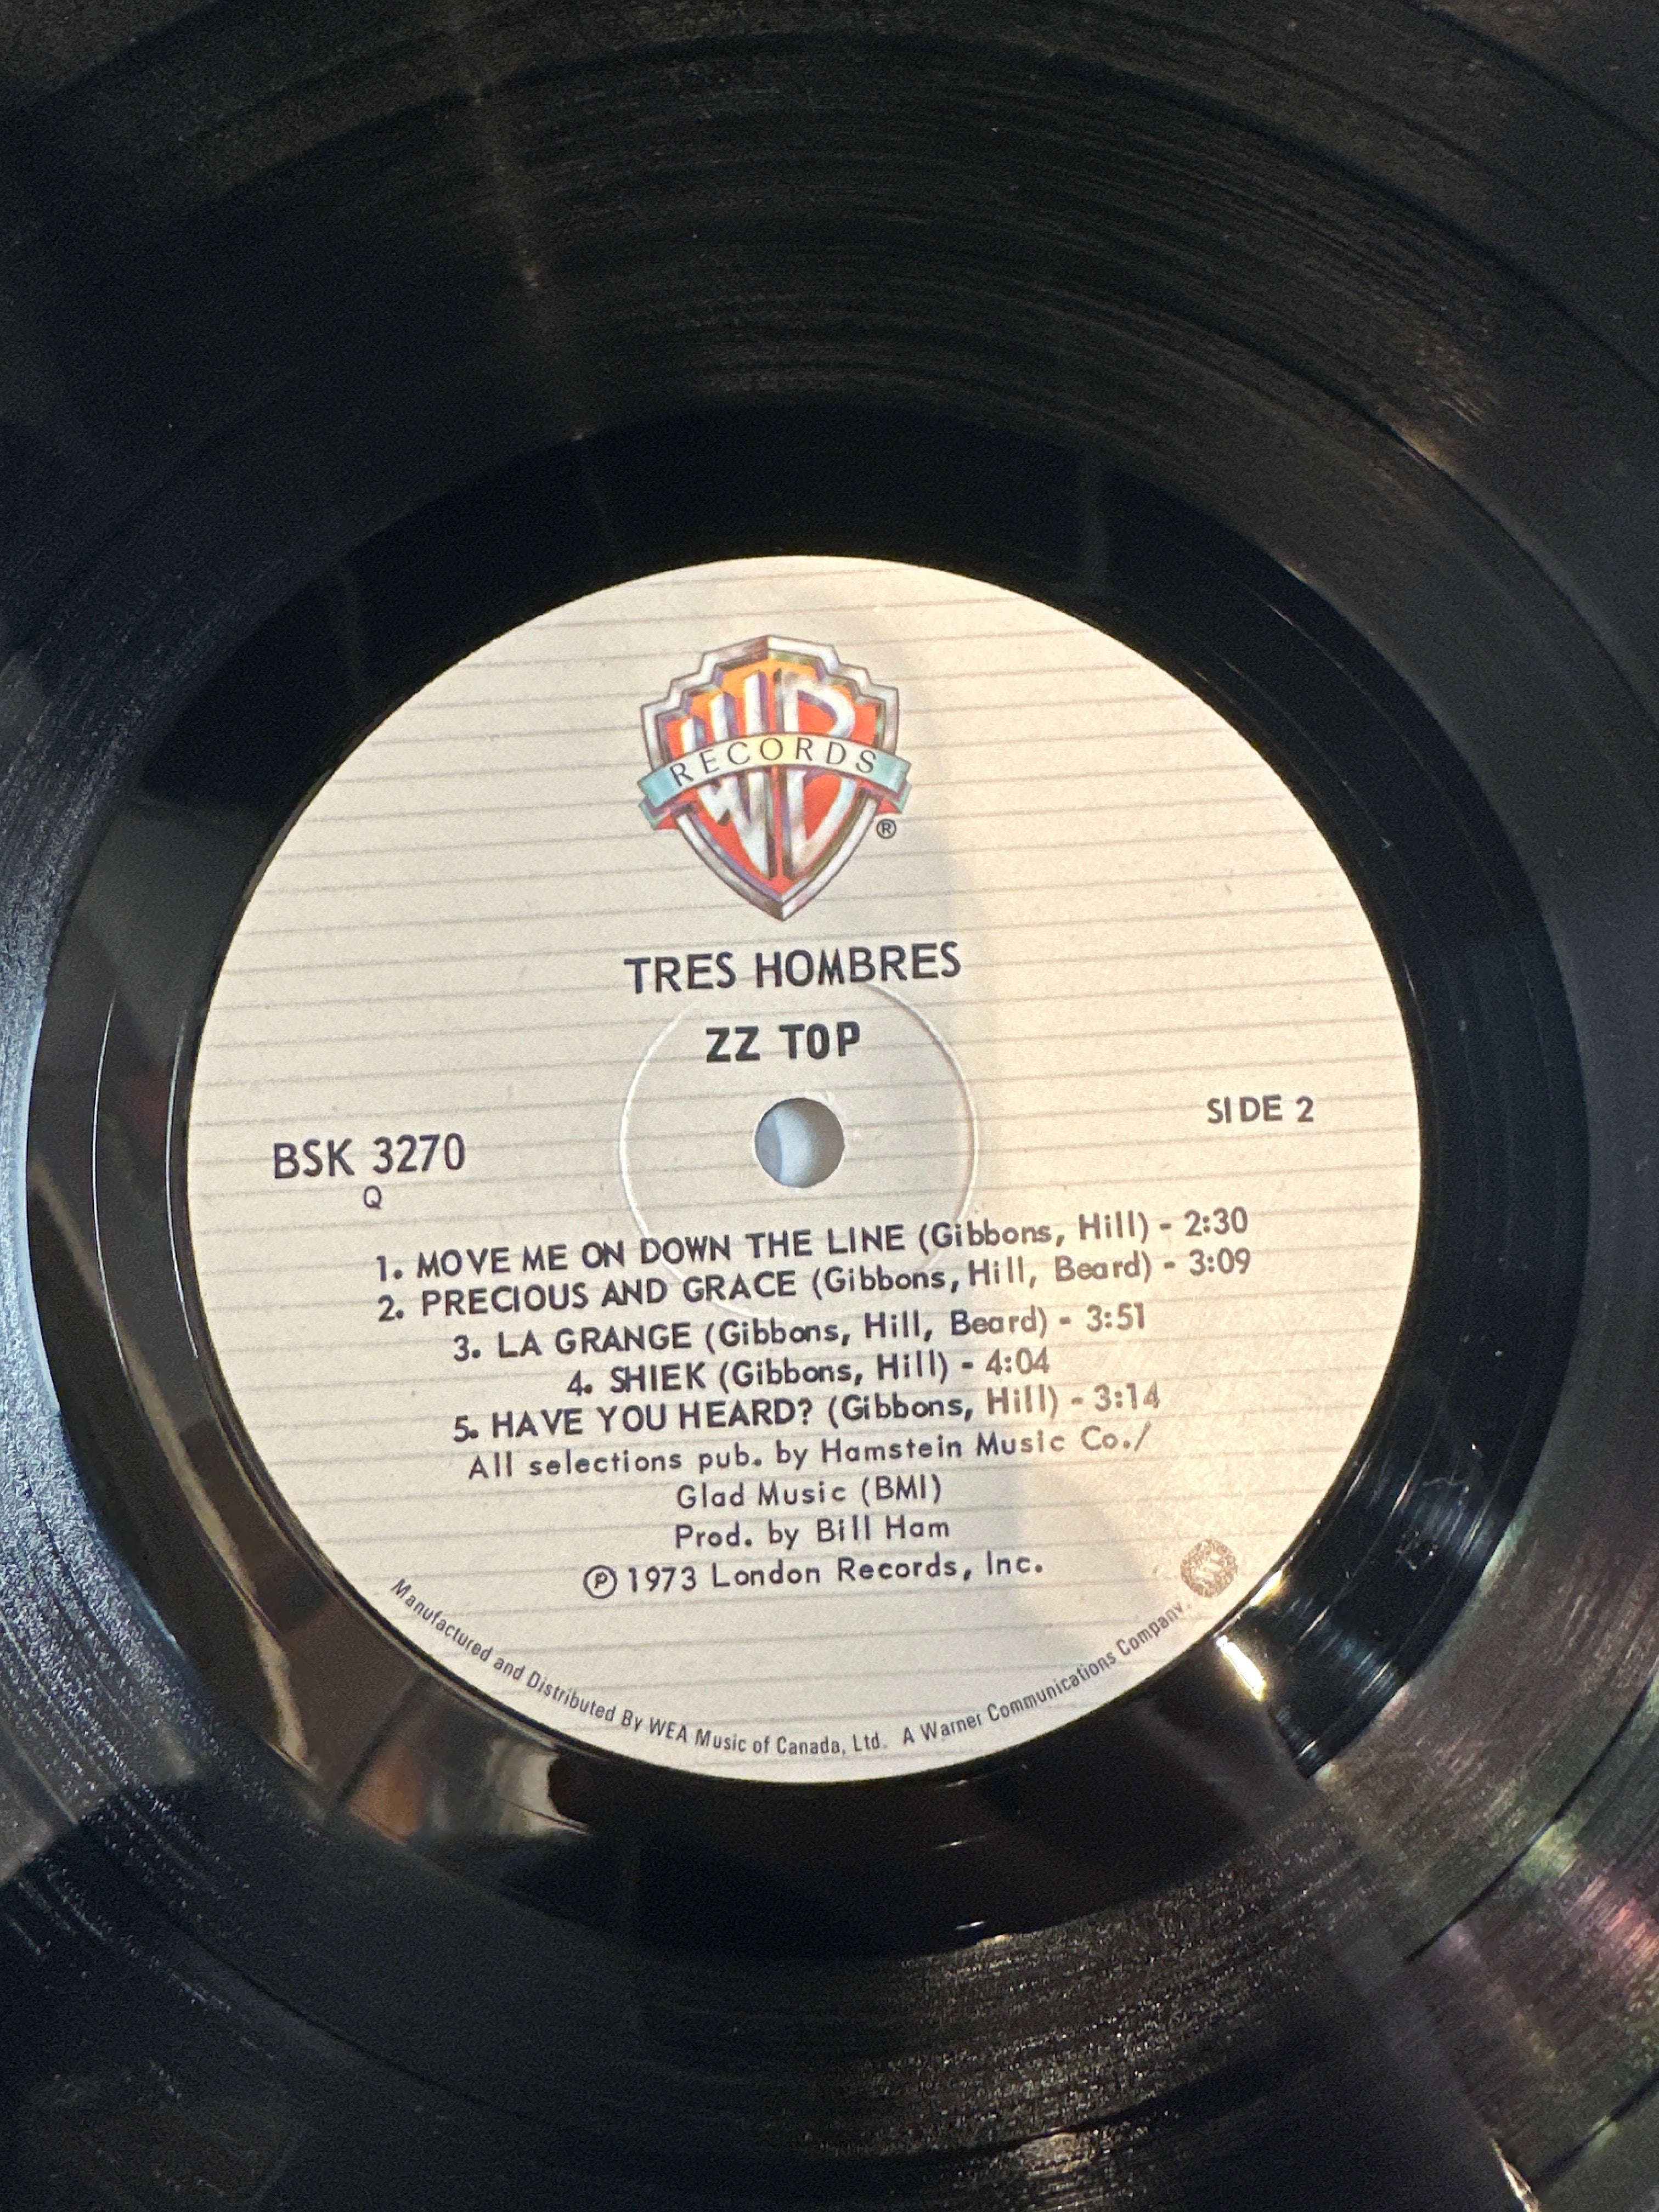 WB
RECORDS
®
TRES HOMBRES
ZZ TOP
SIDE 2
BSK 3270
Q
1. MOVE ME ON DOWN THE LINE (Gibbons, Hill) - 2:30
2. PRECIOUS AND GRACE (Gibbons, Hill, Beard) - 3:09
3. LA GRANGE (Gibbons, Hill, Beard) - 3:51
4. SHIEK (Gibbons, Hill) - 4:04
5. HAVE YOU HEARD? (Gibbons, Hill) - 3:14
All selections pub. by Hamstein Music Co./
Glad Music (BMI)
Prod. by Bill Ham
Ⓟ 1973 London Records, Inc.
Manufactured and Distributed By WEA Music of Canada, Ltd. A Warner Communications Company.